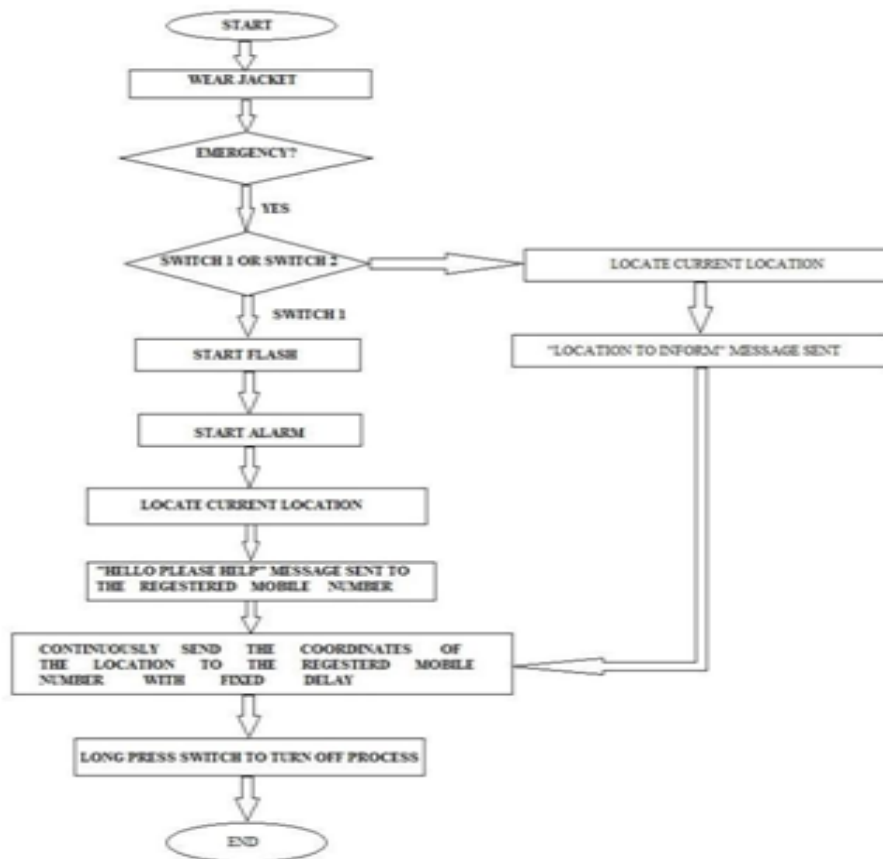 START
WEAR JACKET
EMERGENCY?
YES
SWITCH 1 OR SWITCH 2
SWITCH 1
START FLASH
START ALARM
LOCATE CURRENT LOCATION
"HELLO PLEASE HELP" MESSAGE SENT TO
THE REGESTERED MOBILE NUMBER
LOCATE CURRENT LOCATION
"LOCATION TO INFORM" MESSAGE SENT
CONTINUOUSLY SEND THE COORDINATES OF
THE LOCATION TO THE REGESTERD MOBILE
NUMBER WITH FIXED DELAY
LONG PRESS SWITCH TO TURN OFF PROCESS
END